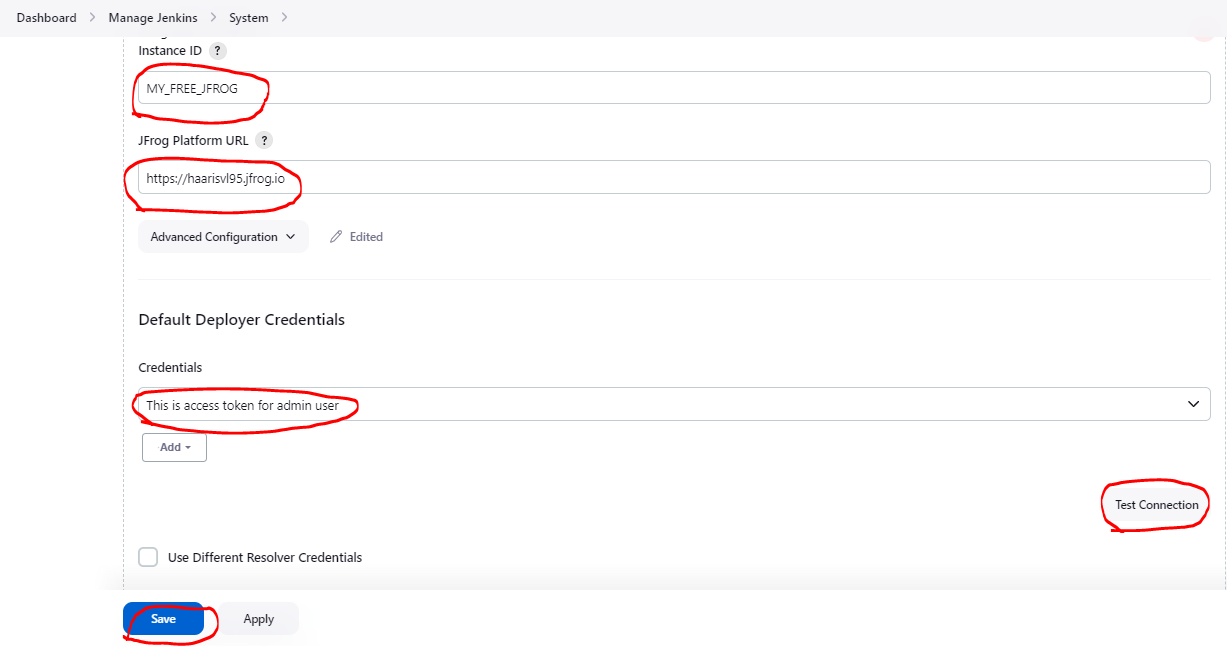 Dashboard > Manage Jenkins > System >
Instance ID ?
MY_FREE_JFROG
JFrog Platform URL ?
https://haarisvl95.jfrog.io
Advanced Configuration Edited
Default Deployer Credentials
Credentials
This is access token for admin user
Add
Test Connection
Use Different Resolver Credentials
Save Apply